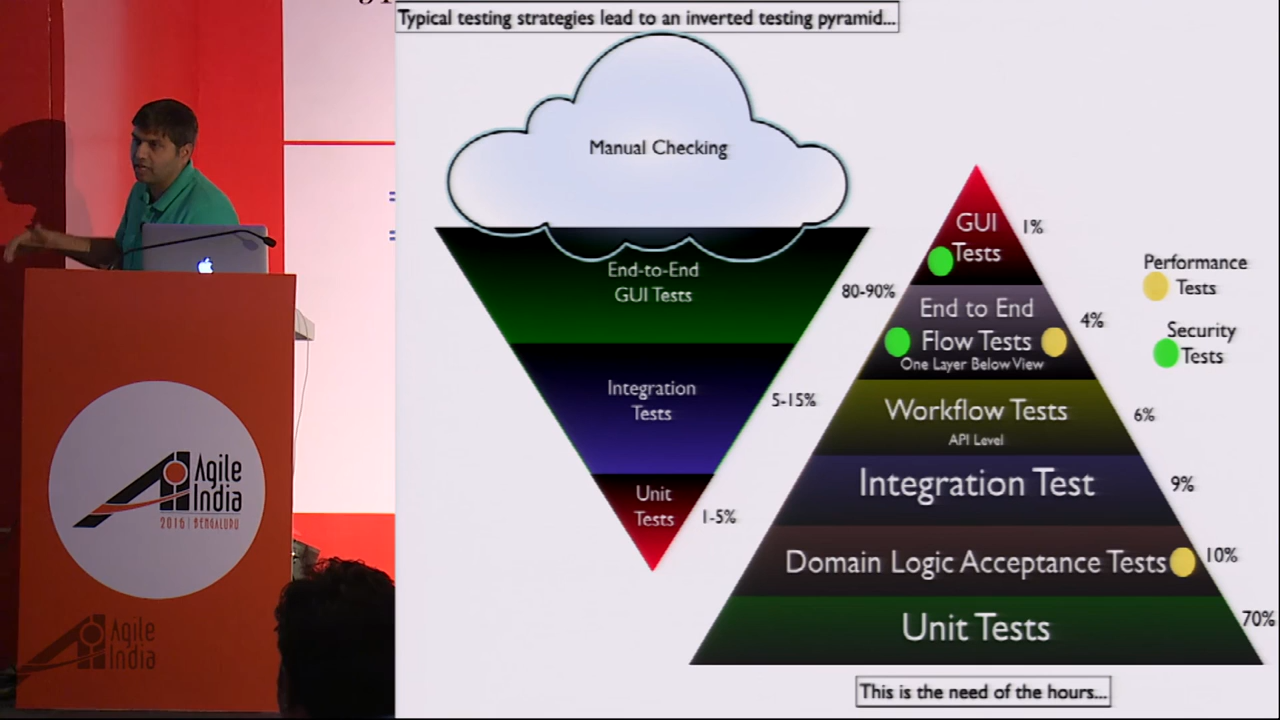 Typical testing strategies lead to an inverted testing pyramid...
Manual Checking
End-to-End
GUI Tests
80-90%
Integration
Tests
5-15%
Unit
Tests
1-5%
GUI
Tests
1%
End to End
Flow Tests
One Layer Below View
4%
Workflow Tests
API Level
6%
Integration Test
9%
Domain Logic Acceptance Tests
10%
Unit Tests
70%
Performance
Tests
Security
Tests
This is the need of the hours...
Agile
India
2016 | BENGALURU
Agile
India